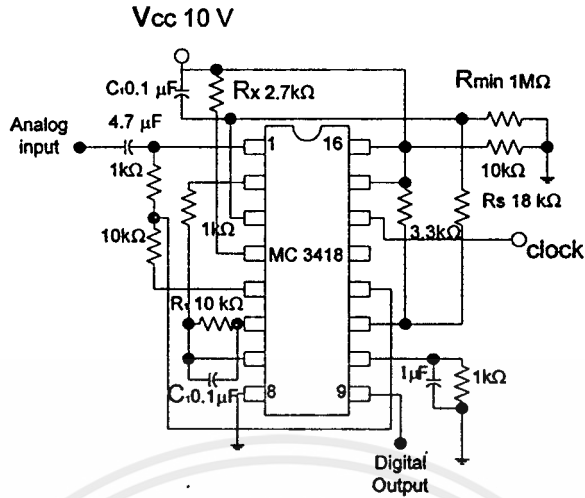 Vcc 10 V
C₁0.1 µF
Rx 2.7kΩ
Rmin 1MΩ
Analog
input
4.7 µF
1 16
1kΩ
10kΩ
Rs 18 kΩ
1kΩ
3.3kΩ
10kΩ
MC 3418
clock
10 kΩ
C₁0.1µF
1µF
1kΩ
8 9
Digital
Output